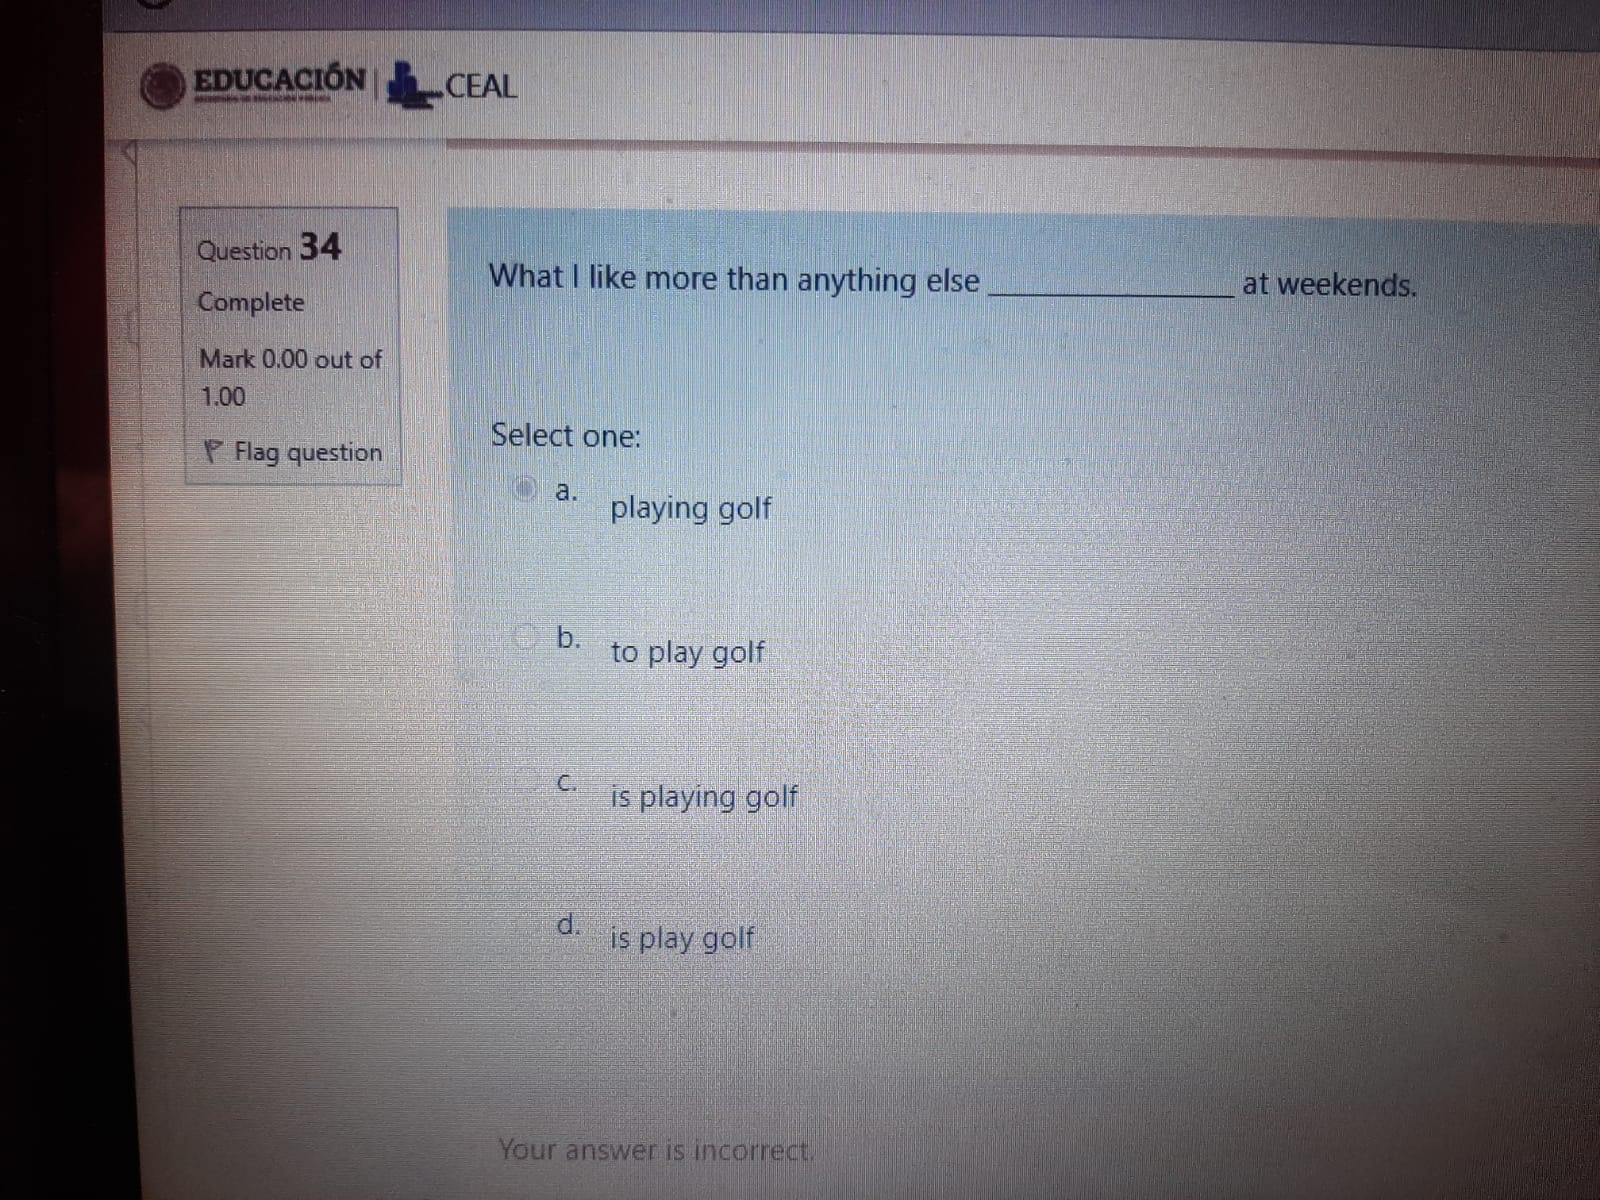 EDUCACIÓN | CEAL
Question 34
Complete
Mark 0.00 out of
1.00
Flag question
What I like more than anything else ______________ at weekends.
Select one:
a. playing golf
b. to play golf
c. is playing golf
d. is play golf
Your answer is incorrect.